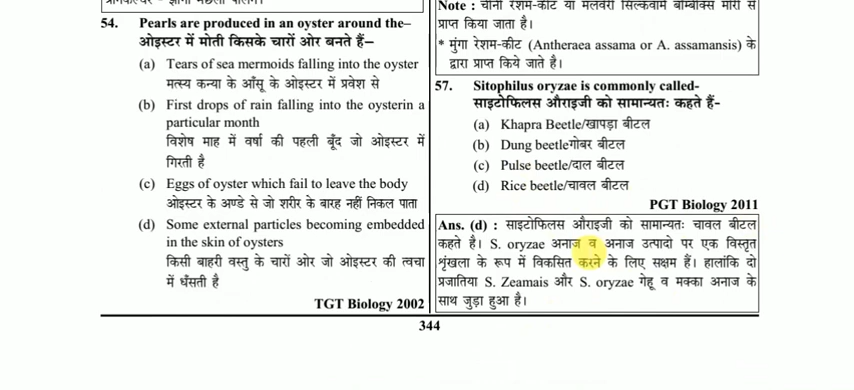 54. Pearls are produced in an oyster around the–
ओइस्टर में मोती किसके चारों ओर बनते हैं–
(a) Tears of sea mermoids falling into the oyster
मत्स्य कन्या के आँसू के ओइस्टर में प्रवेश से
(b) First drops of rain falling into the oysterin a
particular month
विशेष माह में वर्षा की पहली बूँद जो ओइस्टर में
गिरती है
(c) Eggs of oyster which fail to leave the body
ओइस्टर के अण्डे से जो शरीर के बारह नहीं निकल पाता
(d) Some external particles becoming embedded
in the skin of oysters
किसी बाहरी वस्तु के चारों ओर जो ओइस्टर की त्वचा
में धँसती है
TGT Biology 2002
Note : चीनी रेशम-कीट या मलवरी सिल्कवाम बाम्बीक्स मोरी से
प्राप्त किया जाता है।
* मुंगा रेशम-कीट (Antheraea assama or A. assamansis) के
द्वारा प्राप्त किये जाते है।
57. Sitophilus oryzae is commonly called-
साइटोफिलस औराइजी को सामान्यतः कहते हैं-
(a) Khapra Beetle/खापड़ा बीटल
(b) Dung beetleगोबर बीटल
(c) Pulse beetle/दाल बीटल
(d) Rice beetle/चावल बीटल
PGT Biology 2011
Ans. (d) : साइटोफिलस औराइजी को सामान्यतः चावल बीटल
कहते है। S. oryzae अनाज व अनाज उत्पादो पर एक विस्तृत
शृंखला के रूप में विकसित करने के लिए सक्षम हैं। हालांकि दो
प्रजातिया S. Zeamais और S. oryzae गेहू व मक्का अनाज के
साथ जुड़ा हुआ है।
344